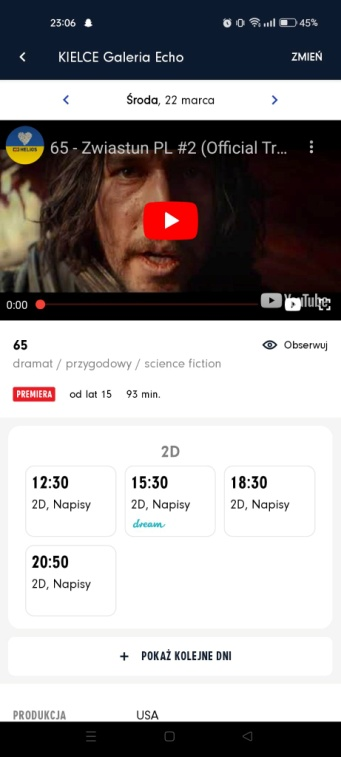 23:06
45%
KIELCE Galeria Echo
ZMIEŃ
Środa, 22 marca
HELIOS
65 - Zwiastun PL #2 (Official Tr...
0:00
YouTube
65
Obserwuj
dramat / przygodowy / science fiction
PREMIERA od lat 15 93 min.
2D
12:30 15:30 18:30
2D, Napisy 2D, Napisy 2D, Napisy
dream
20:50
2D, Napisy
+ POKAŻ KOLEJNE DNI
PRODUKCJA USA